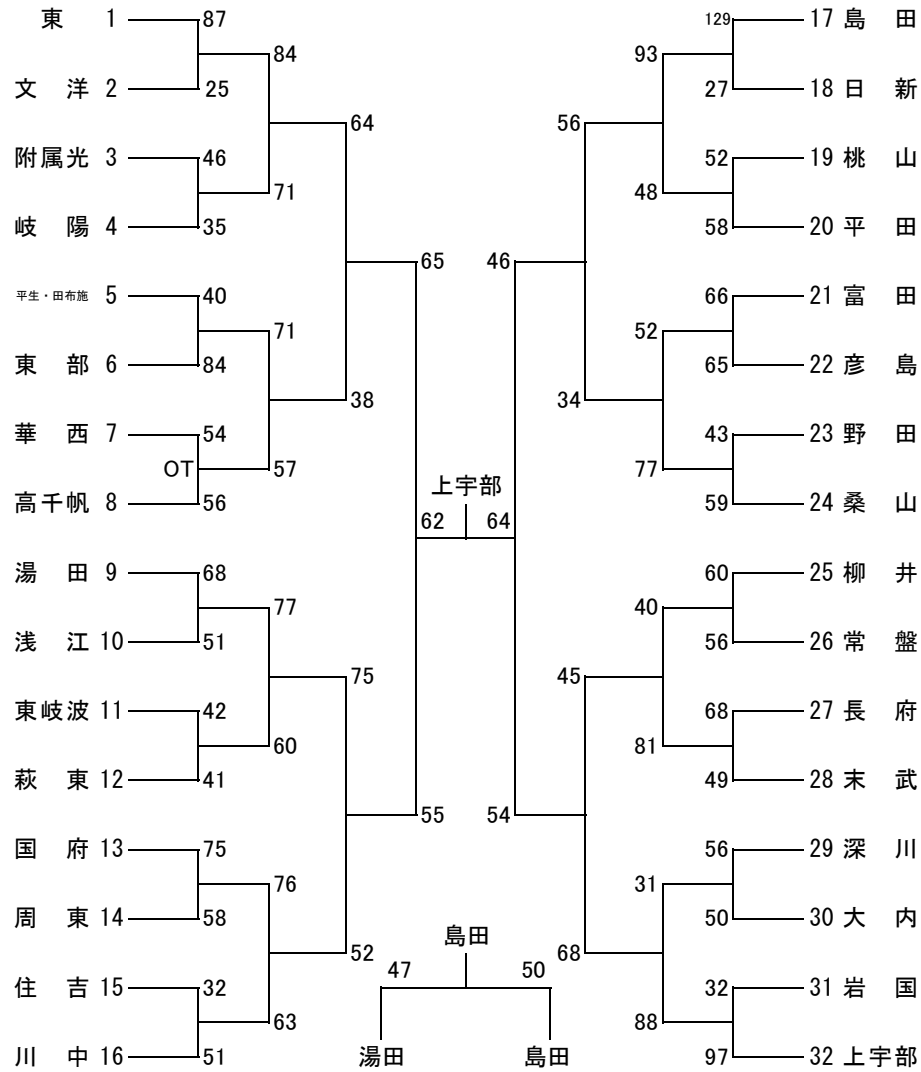 東 1 87 129 17 島 田
84 93
文 洋 2 25 27 18 日 新
64 56
附属光 3 46 52 19 桃 山
71 48
岐 陽 4 35 58 20 平 田
65 46
平生・田布施 5 40 66 21 富 田
71 52
東 部 6 84 65 22 彦 島
38 34
華 西 7 54 43 23 野 田
OT 57 77
高千帆 8 56 59 24 桑 山
上宇部
62 64
湯 田 9 68 60 25 柳 井
77 40
浅 江 10 51 56 26 常 盤
75 45
東岐波 11 42 68 27 長 府
60 81
萩 東 12 41 49 28 末 武
55 54
国 府 13 75 56 29 深 川
76 31
周 東 14 58 50 30 大 内
島田
52 68
47 50
住 吉 15 32 32 31 岩 国
63 88
川 中 16 51 湯田 島田 97 32 上宇部